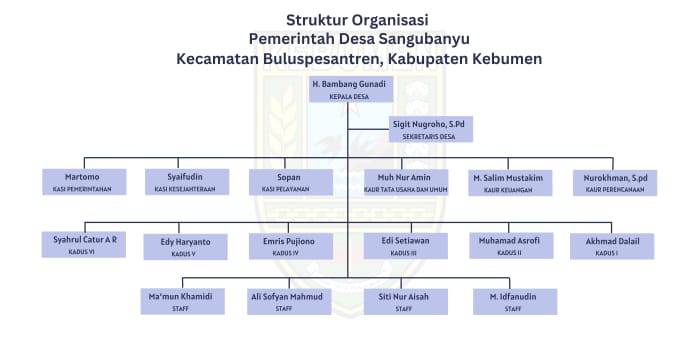 Struktur Organisasi
Pemerintah Desa Sangubanyu
Kecamatan Buluspesantren, Kabupaten Kebumen
H. Bambang Gunadi
KEPALA DESA
Sigit Nugroho, S.Pd
SEKRETARIS DESA
Martomo
KASI PEMERINTAHAN
Syaifudin
KASI KESEJAHTERAAN
Sopan
KASI PELAYANAN
Muh Nur Amin
KAUR TATA USAHA DAN UMUM
M. Salim Mustakim
KAUR KEUANGAN
Nurokhman, S.pd
KAUR PERENCANAAN
Syahrul Catur A R
KADUS VI
Edy Haryanto
KADUS V
Emris Pujiono
KADUS IV
Edi Setiawan
KADUS III
Muhamad Asrofi
KADUS II
Akhmad Dalail
KADUS I
Ma'mun Khamidi
STAFF
Ali Sofyan Mahmud
STAFF
Siti Nur Aisah
STAFF
M. Idfanudin
STAFF
KEBUMEN